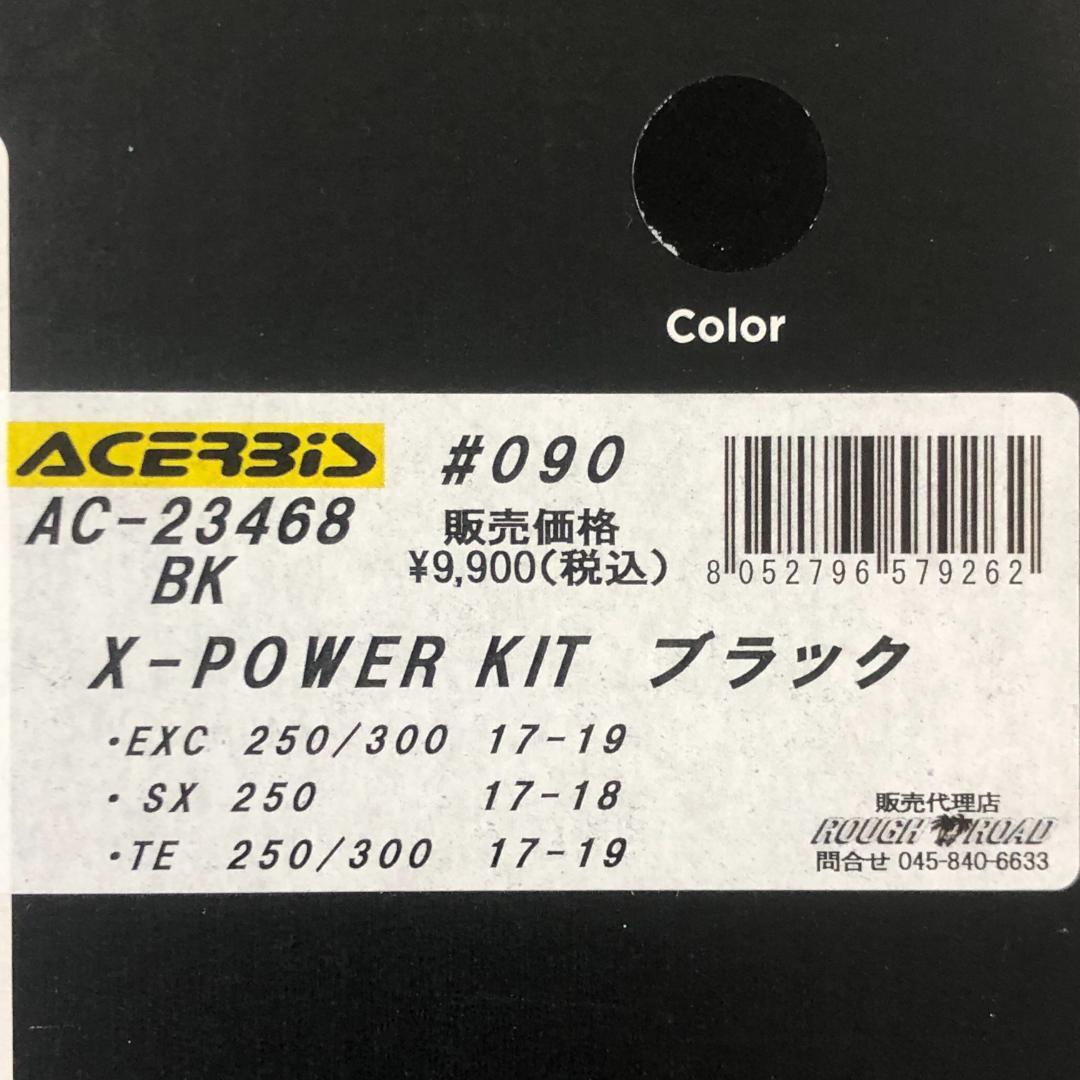 Color
ACERBIS #090
AC-23468
BK
販売価格
¥9,900(税込)
8 052796 579262
X-POWER KIT ブラック
・EXC 250/300 17-19
・SX 250 17-18
・TE 250/300 17-19
販売代理店
ROUGH ROAD
問合せ 045-840-6633